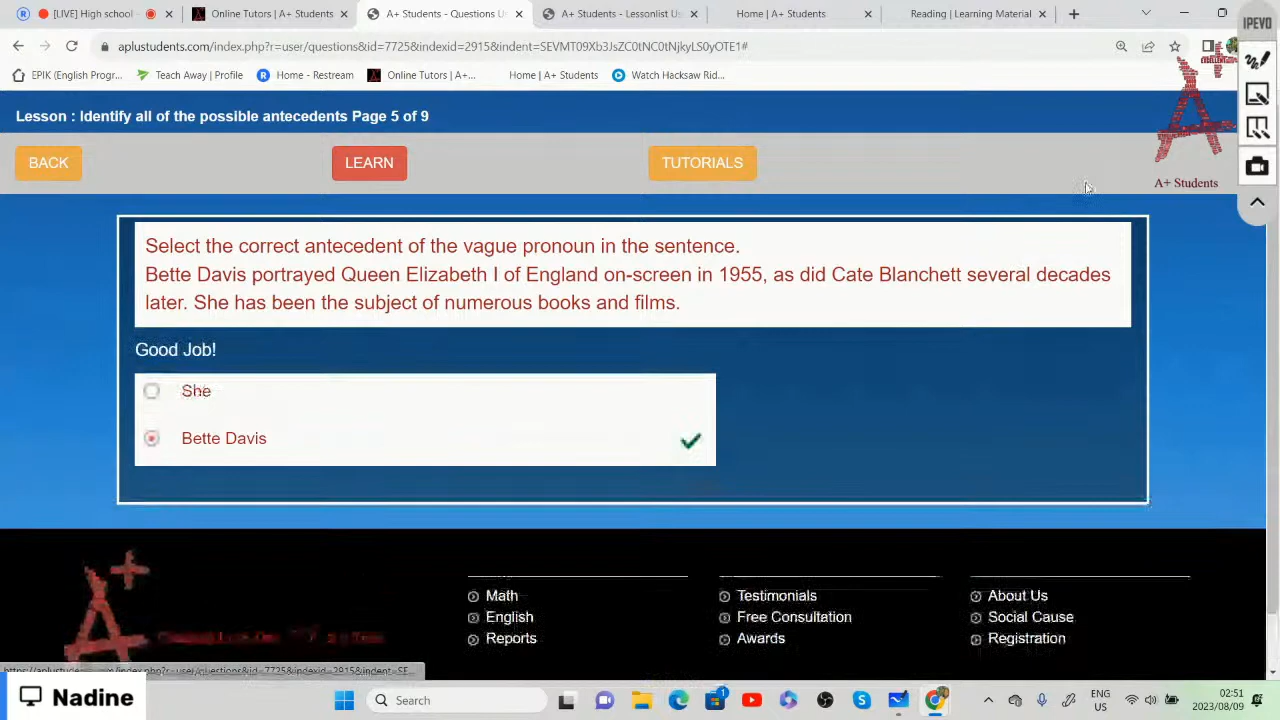 [LIVE] High school -
Online Tutors | A+ Students
A+ Students - Questions U
A+ Students - Lessonlist U
Home | A+ Students
Reading | Learning Material
IPEVO
aplustudents.com/index.php?r=user/questions&id=7725&indexid=2915&indent=SEVMT09Xb3JsZC0tNC0tNjkyLS0yOTE1#
EPIK (English Progr...
Teach Away | Profile
Home - Restream
Online Tutors | A+...
Home | A+ Students
Watch Hacksaw Rid...
Lesson : Identify all of the possible antecedents Page 5 of 9
BACK
LEARN
TUTORIALS
A+ Students
Select the correct antecedent of the vague pronoun in the sentence.
Bette Davis portrayed Queen Elizabeth I of England on-screen in 1955, as did Cate Blanchett several decades
later. She has been the subject of numerous books and films.
Good Job!
She
Bette Davis
Math
English
Reports
Testimonials
Free Consultation
Awards
About Us
Social Cause
Registration
Nadine
Search
ENG
US
02:51
2023/08/09